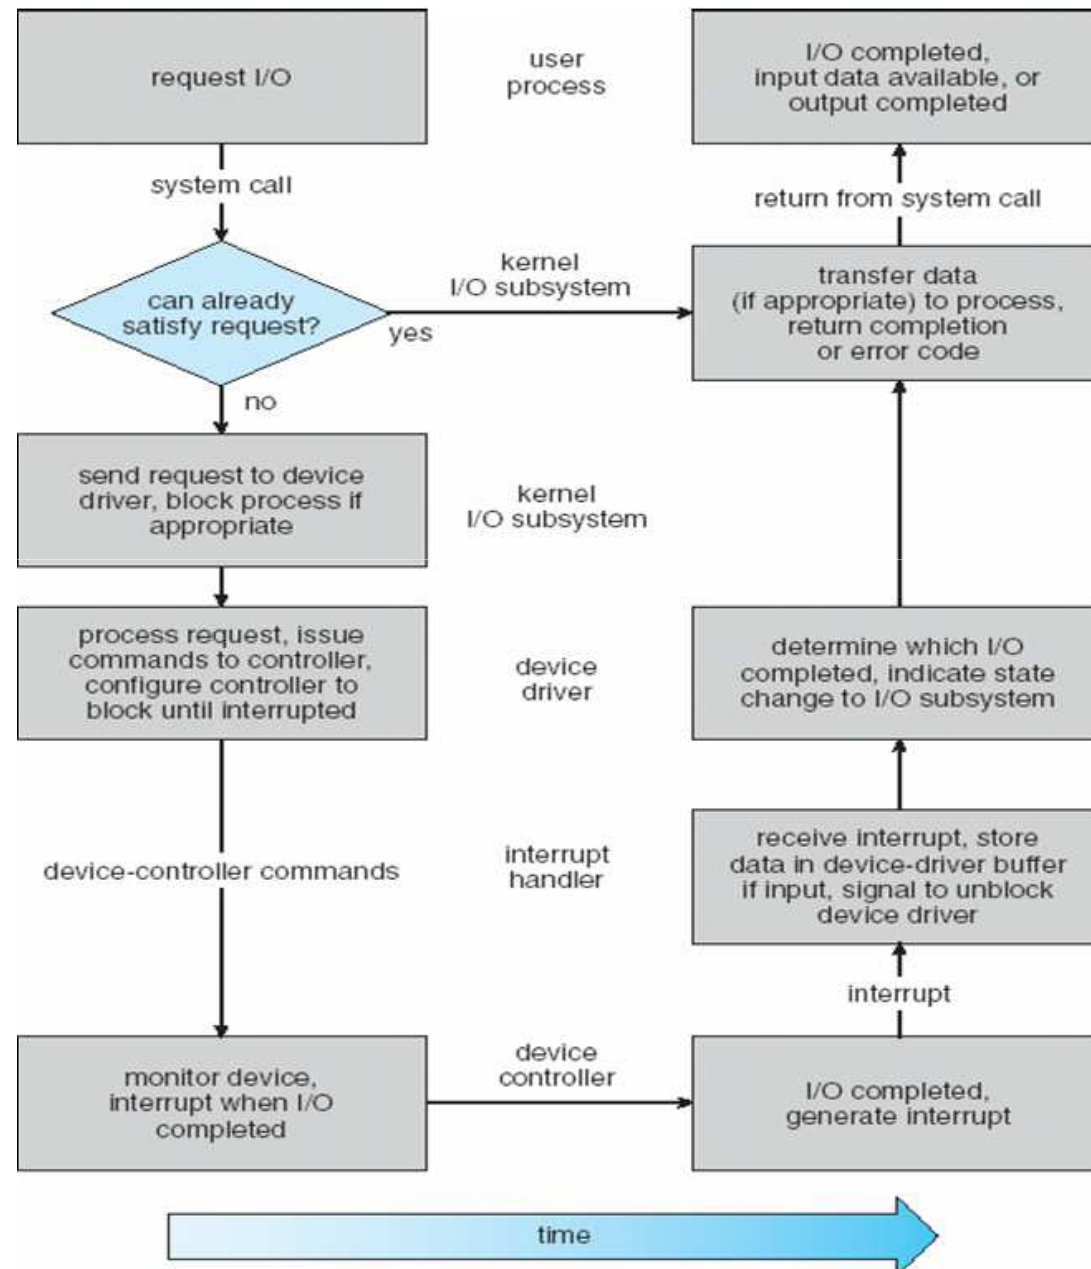 request I/O
user
process
I/O completed,
input data available, or
output completed
system call
return from system call
can already
satisfy request?
yes
kernel
I/O subsystem
transfer data
(if appropriate) to process,
return completion
or error code
no
send request to device
driver, block process if
appropriate
kernel
I/O subsystem
process request, issue
commands to controller,
configure controller to
block until interrupted
device
driver
determine which I/O
completed, indicate state
change to I/O subsystem
device-controller commands
interrupt
handler
receive interrupt, store
data in device-driver buffer
if input, signal to unblock
device driver
interrupt
monitor device,
interrupt when I/O
completed
device
controller
I/O completed,
generate interrupt
time